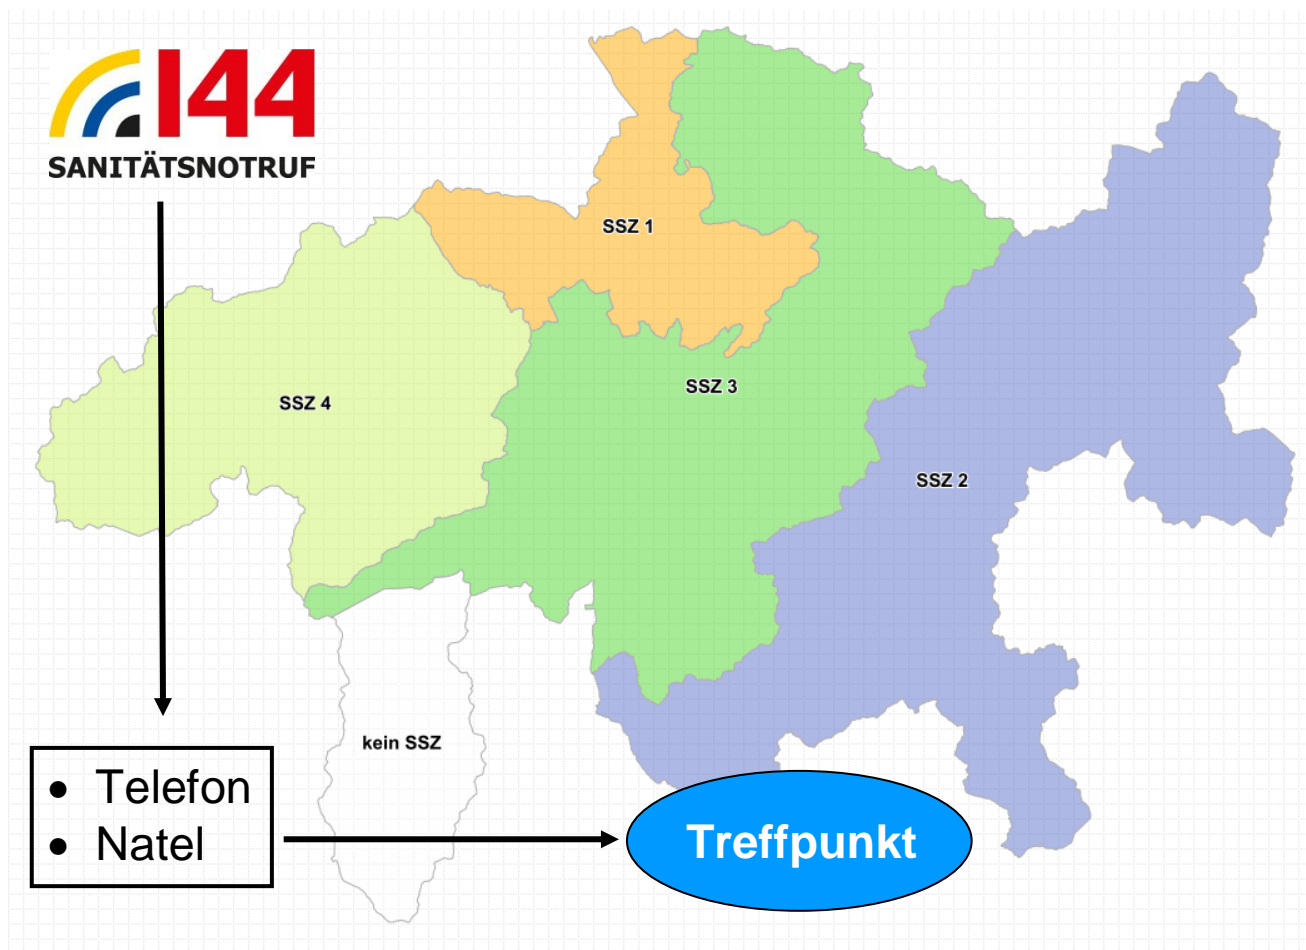 144
SANITÄTSNOTRUF
SSZ 1
SSZ 3
SSZ 4
SSZ 2
kein SSZ
• Telefon
• Natel
Treffpunkt